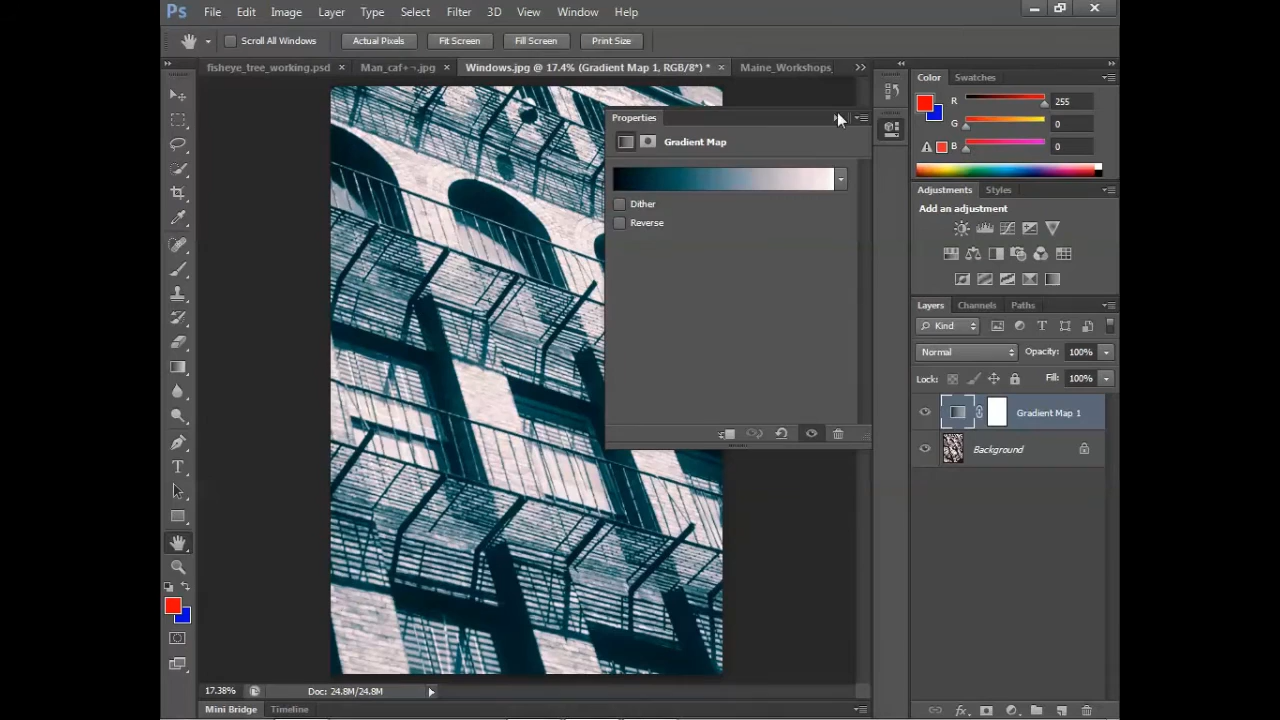 Ps File Edit Image Layer Type Select Filter 3D View Window Help
Scroll All Windows Actual Pixels Fit Screen Fill Screen Print Size
fisheye_tree_working.psd × Man_caf+¬.jpg × Windows.jpg @ 17.4% (Gradient Map 1, RGB/8*) * × Maine_Workshops
Properties
Gradient Map
Dither
Reverse
Color Swatches
R 255
G 0
B 0
Adjustments Styles
Add an adjustment
Layers Channels Paths
Kind
Normal Opacity: 100%
Lock: Fill: 100%
Gradient Map 1
Background
17.38% Doc: 24.8M/24.8M
Mini Bridge Timeline